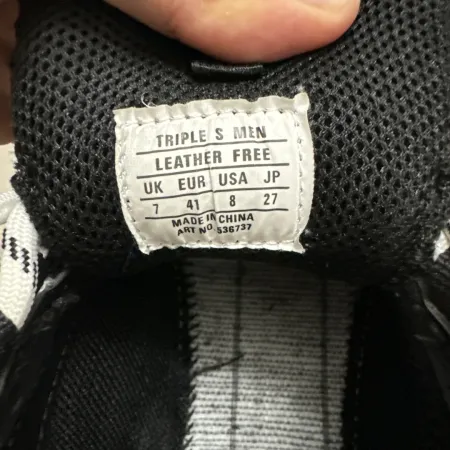 TRIPLE S MEN
LEATHER FREE
UK EUR USA JP
7 41 8 27
MADE IN CHINA
ART NO 536737